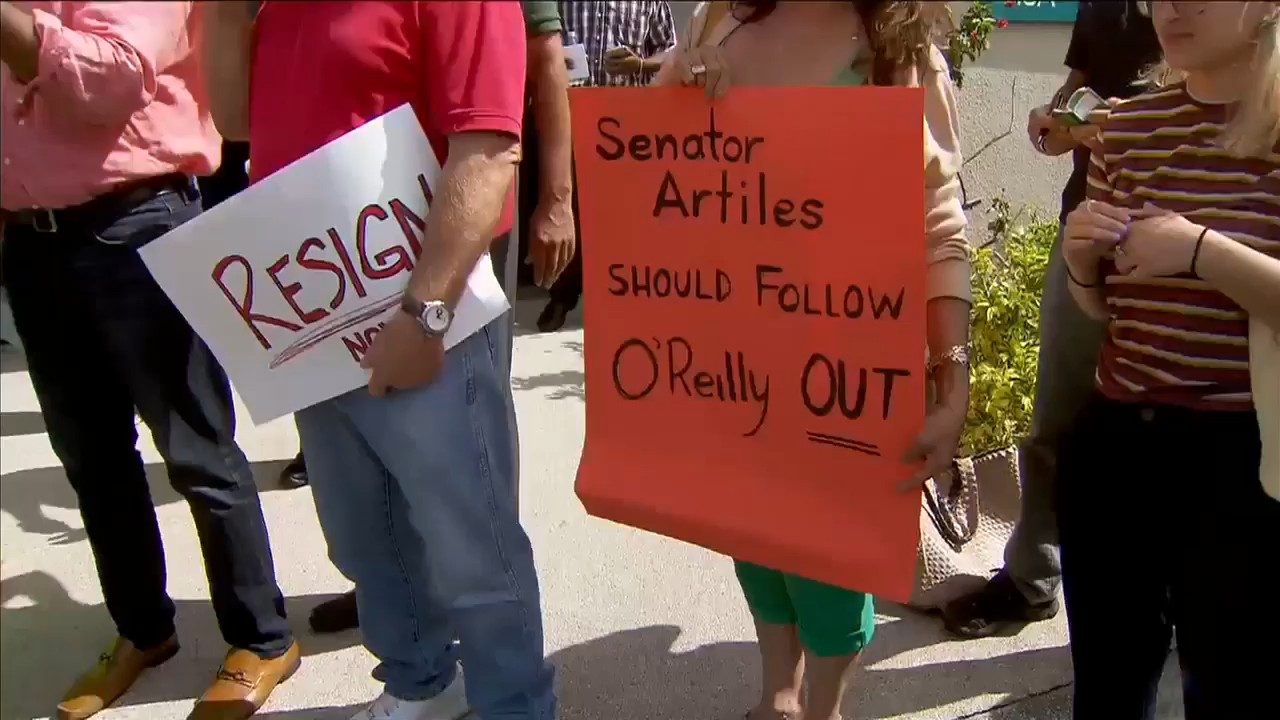 RESIGN
Senator
Artiles
SHOULD FOLLOW
O'Reilly OUT